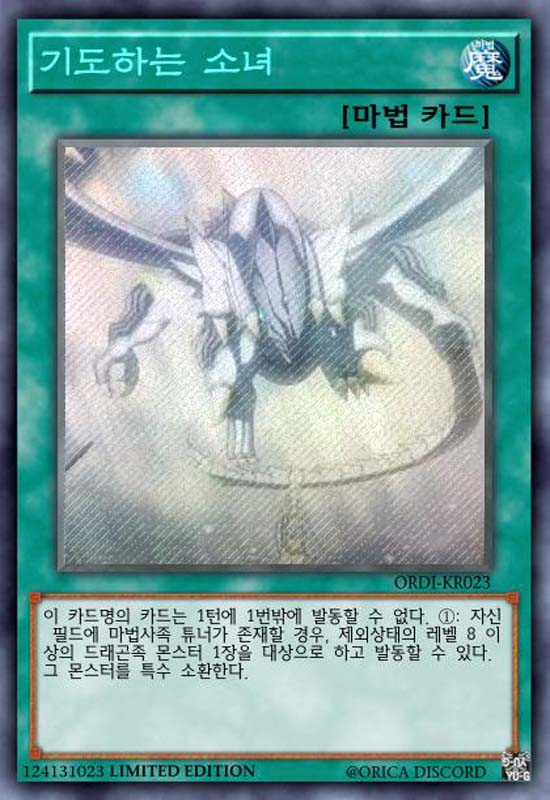 기도하는 소녀
마법
魔
[마법 카드]
ORDI-KR023
이 카드명의 카드는 1턴에 1번밖에 발동할 수 없다. ①: 자신
필드에 마법사족 튜너가 존재할 경우, 제외상태의 레벨 8 이
상의 드래곤족 몬스터 1장을 대상으로 하고 발동할 수 있다.
그 몬스터를 특수 소환한다.
124131023 LIMITED EDITION
@ORICA DISCORD
YU-G